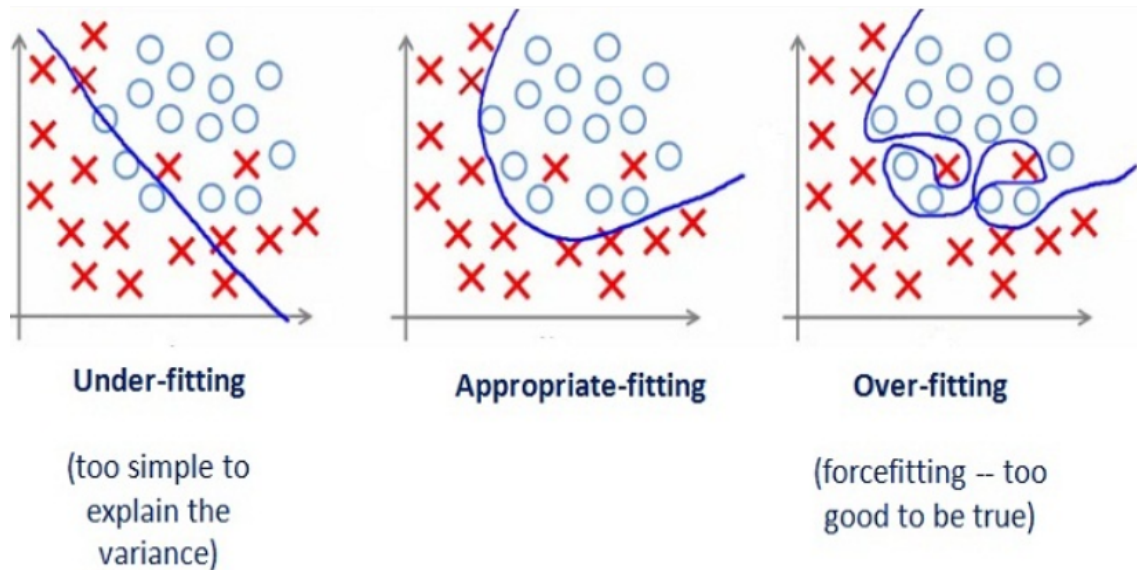 Under-fitting
Appropriate-fitting
Over-fitting
(too simple to
explain the
variance)
(forcefitting -- too
good to be true)